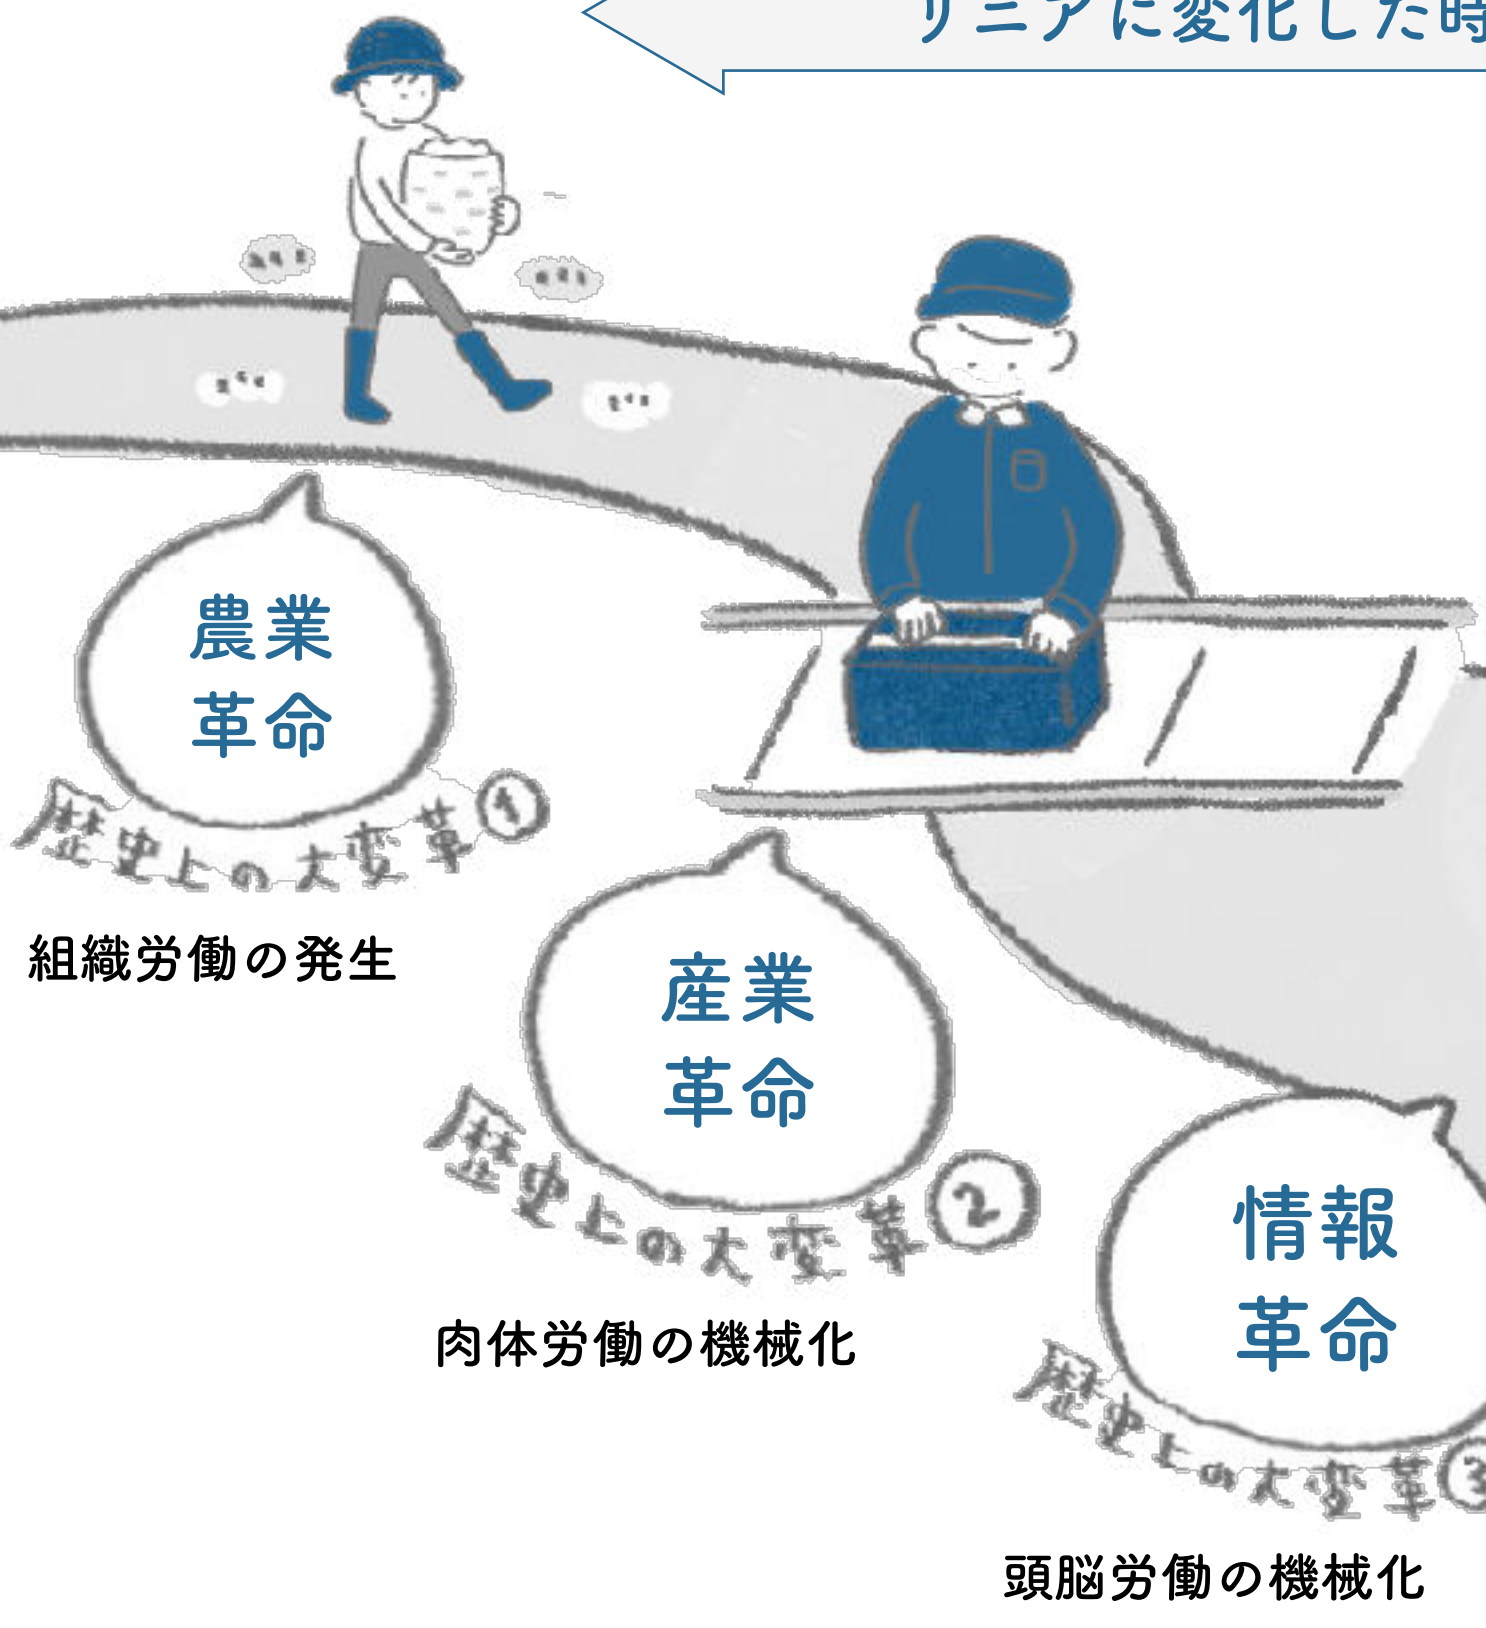 リニアに変化した時
農業
革命
歴史上の大変革①
組織労働の発生
産業
革命
歴史上の大変革②
肉体労働の機械化
情報
革命
歴史上の大変革③
頭脳労働の機械化